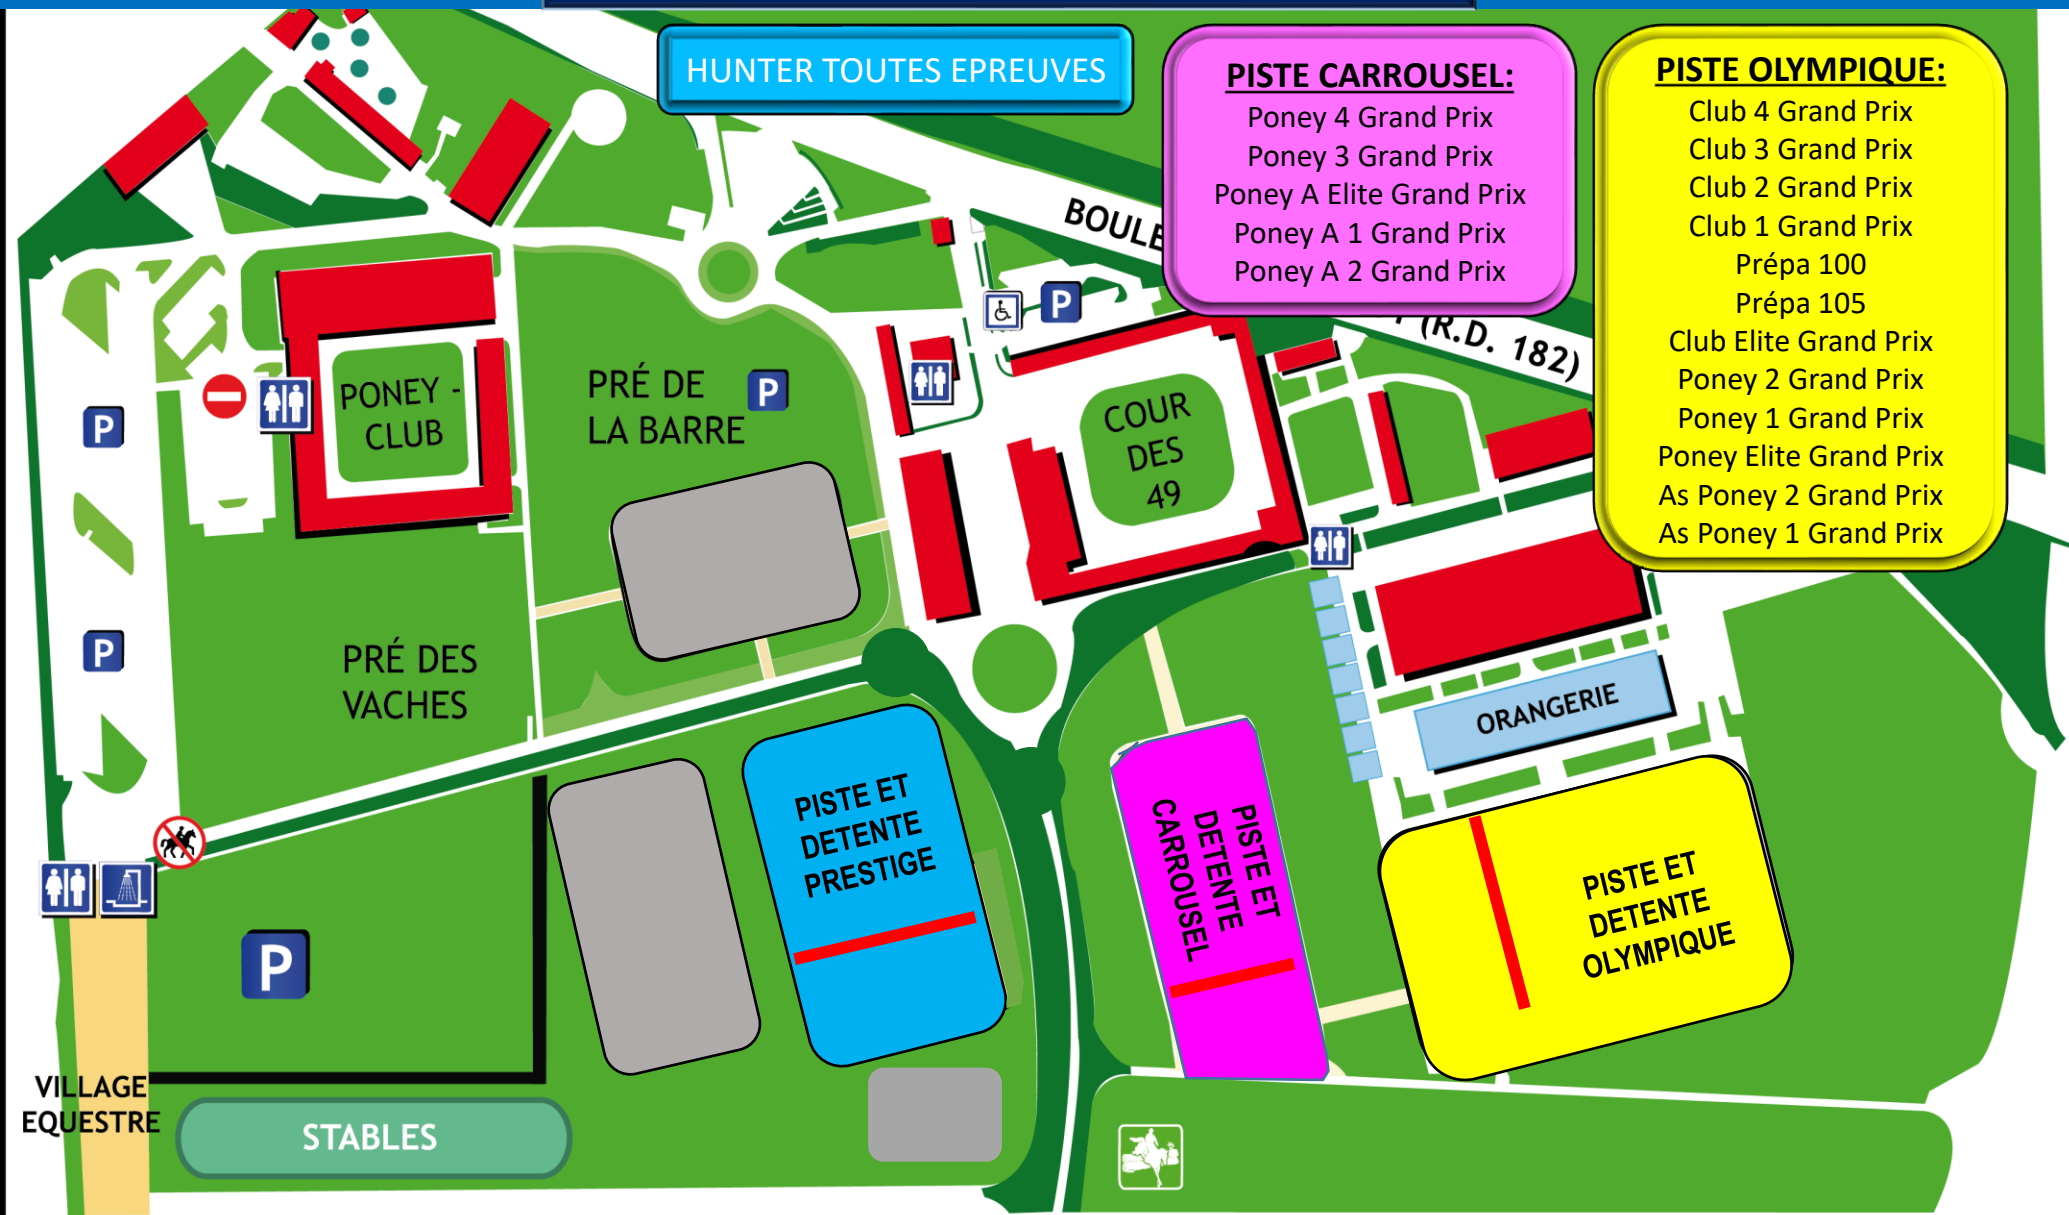 HUNTER TOUTES EPREUVES
PISTE CARROUSEL:
Poney 4 Grand Prix
Poney 3 Grand Prix
Poney A Elite Grand Prix
Poney A 1 Grand Prix
Poney A 2 Grand Prix
PISTE OLYMPIQUE:
Club 4 Grand Prix
Club 3 Grand Prix
Club 2 Grand Prix
Club 1 Grand Prix
Prépa 100
Prépa 105
Club Elite Grand Prix
Poney 2 Grand Prix
Poney 1 Grand Prix
Poney Elite Grand Prix
As Poney 2 Grand Prix
As Poney 1 Grand Prix
BOULE
(R.D. 182)
P
PONEY -
CLUB
PRÉ DE
LA BARRE
P
COUR
DES
49
P
P
PRÉ DES
VACHES
ORANGERIE
PISTE ET
DETENTE
PRESTIGE
PISTE ET
DETENTE
CARROUSEL
PISTE ET
DETENTE
OLYMPIQUE
P
VILLAGE
EQUESTRE
STABLES